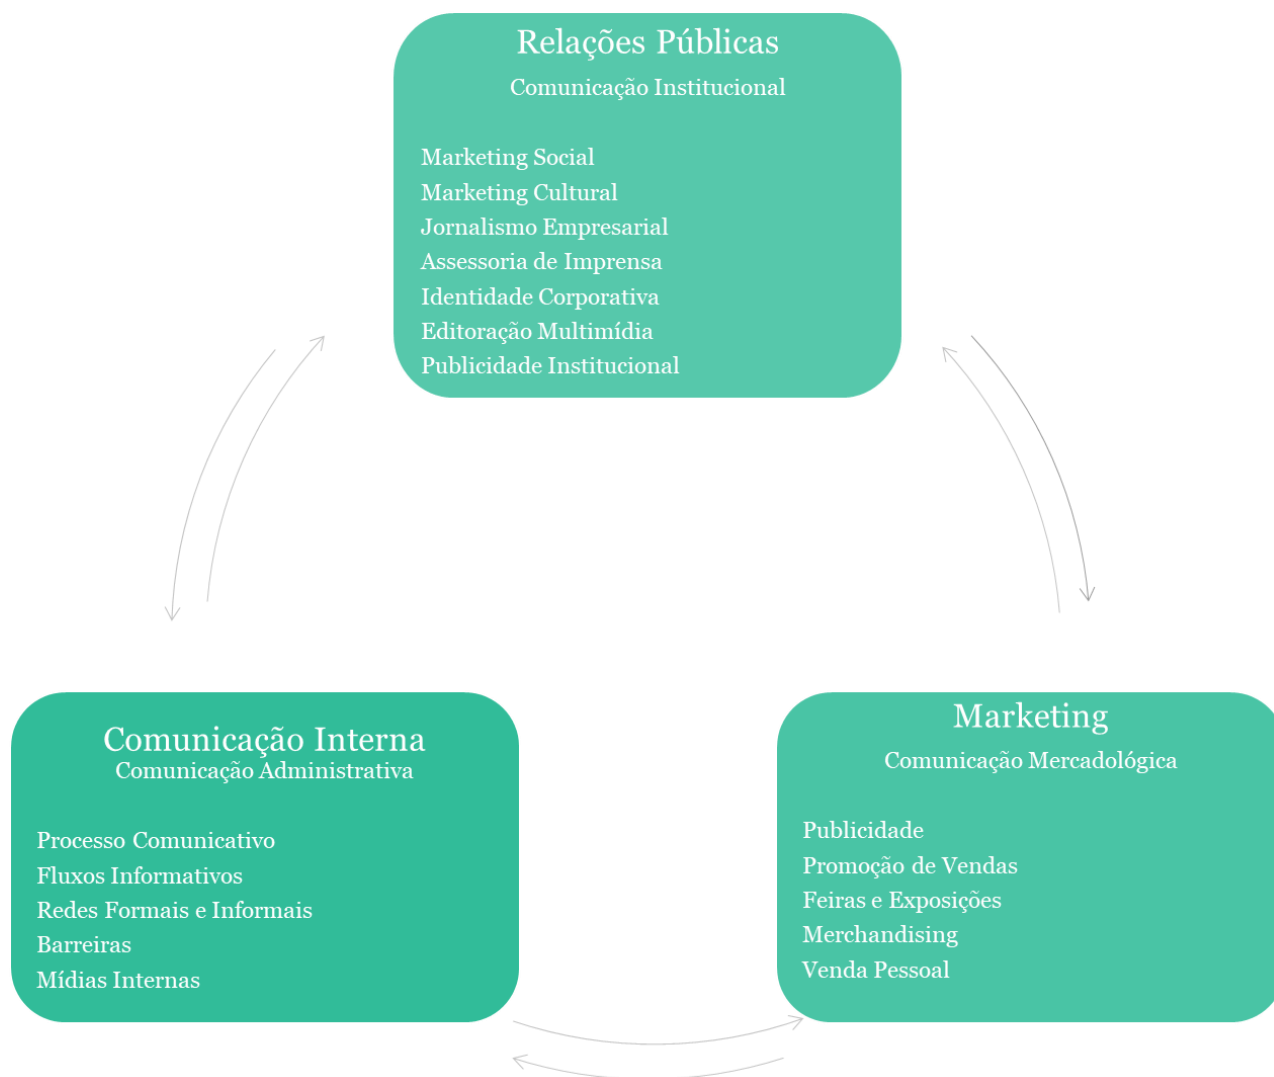 Relações Públicas
Comunicação Institucional
Marketing Social
Marketing Cultural
Jornalismo Empresarial
Assessoria de Imprensa
Identidade Corporativa
Editoração Multimídia
Publicidade Institucional
Comunicação Interna
Comunicação Administrativa
Processo Comunicativo
Fluxos Informativos
Redes Formais e Informais
Barreiras
Mídias Internas
Marketing
Comunicação Mercadológica
Publicidade
Promoção de Vendas
Feiras e Exposições
Merchandising
Venda Pessoal